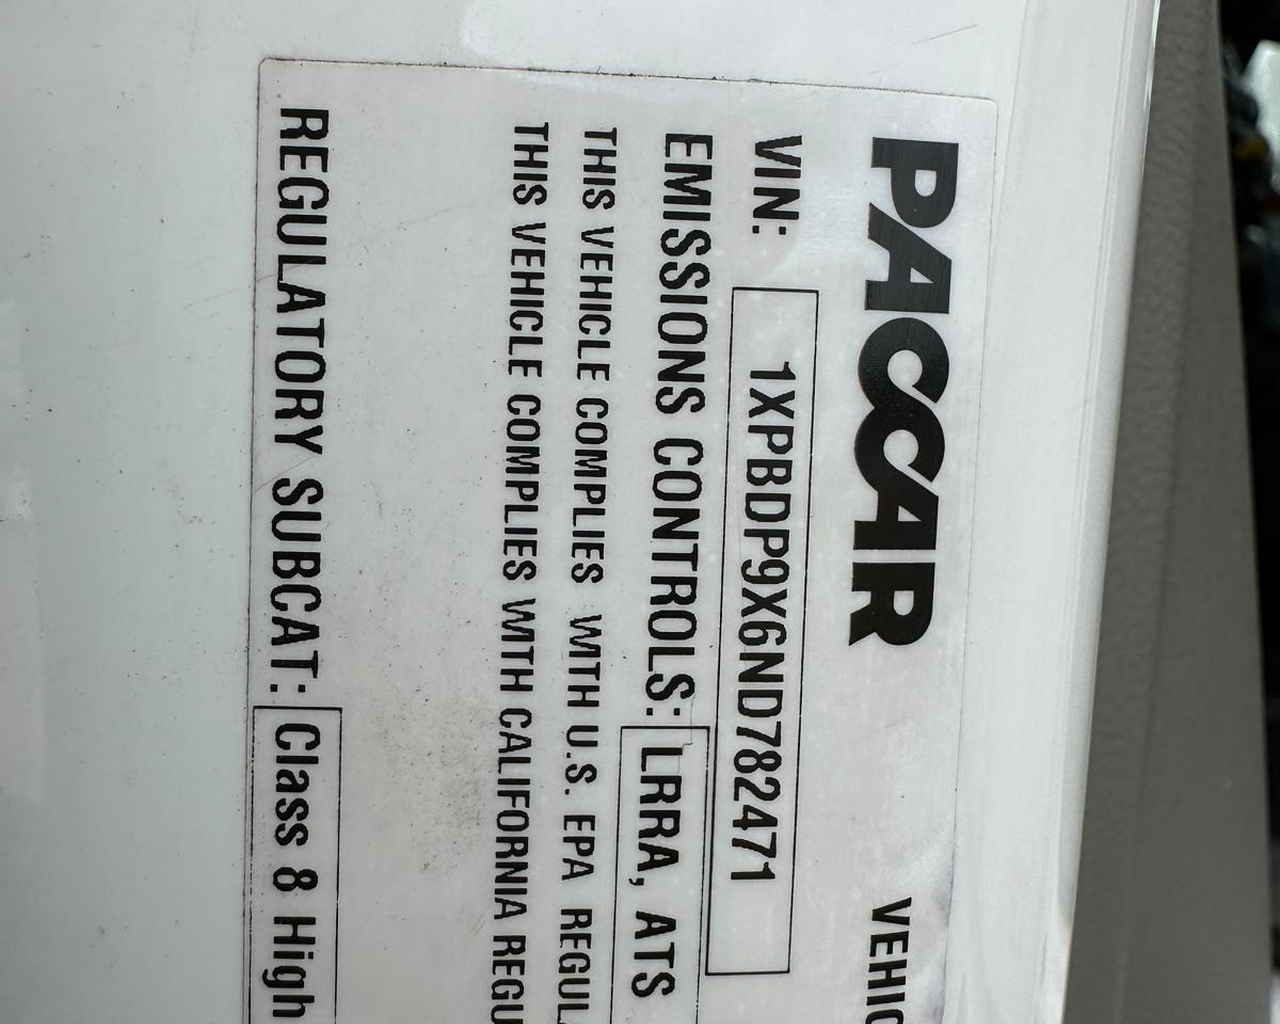 PACCAR VEHIC
VIN: 1XPBDP9X6ND782471
EMISSIONS CONTROLS: LRRA, ATS
THIS VEHICLE COMPLIES WITH U.S. EPA REGUL
THIS VEHICLE COMPLIES WITH CALIFORNIA REGU
REGULATORY SUBCAT: Class 8 High